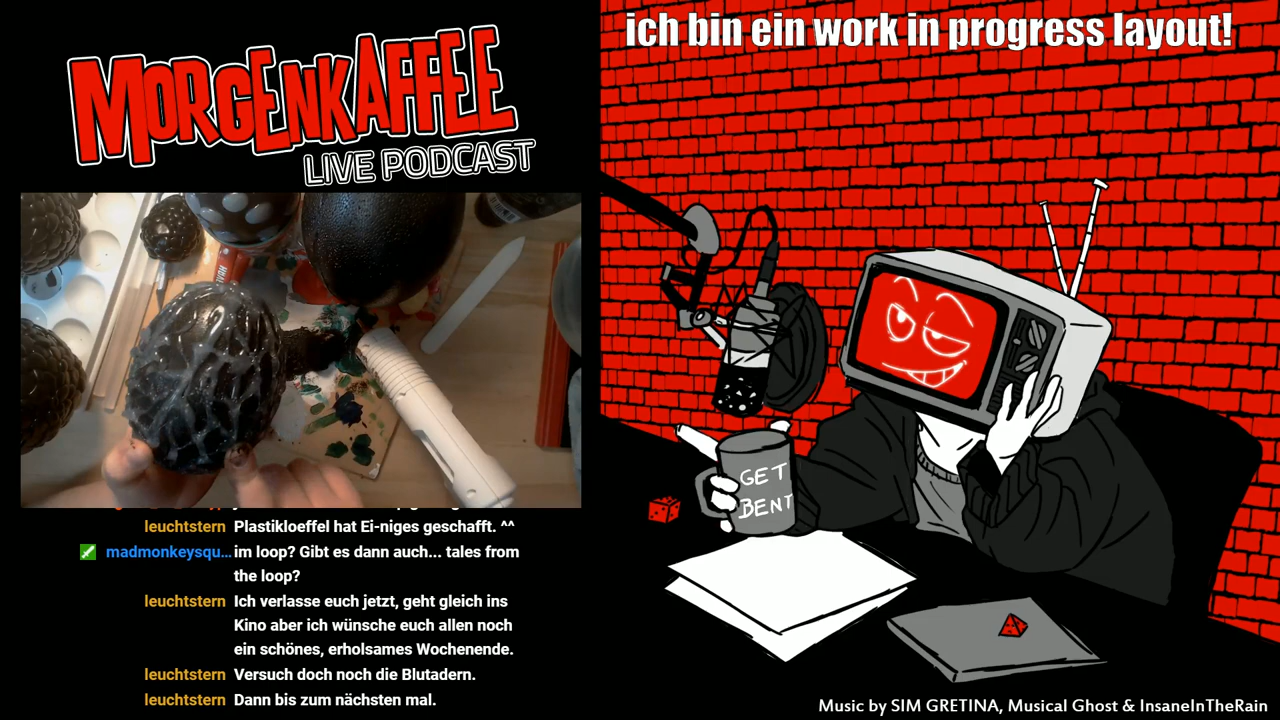 MORGENKAFFEE
LIVE PODCAST
ich bin ein work in progress layout!
leuchtstern Plastikloeffel hat Ei-niges geschafft. ^^
madmonkeysqu... im loop? Gibt es dann auch... tales from
the loop?
leuchtstern Ich verlasse euch jetzt, geht gleich ins
Kino aber ich wünsche euch allen noch
ein schönes, erholsames Wochenende.
leuchtstern Versuch doch noch die Blutadern.
leuchtstern Dann bis zum nächsten mal.
GET
BENT
Music by SIM GRETINA, Musical Ghost & InsaneInTheRain